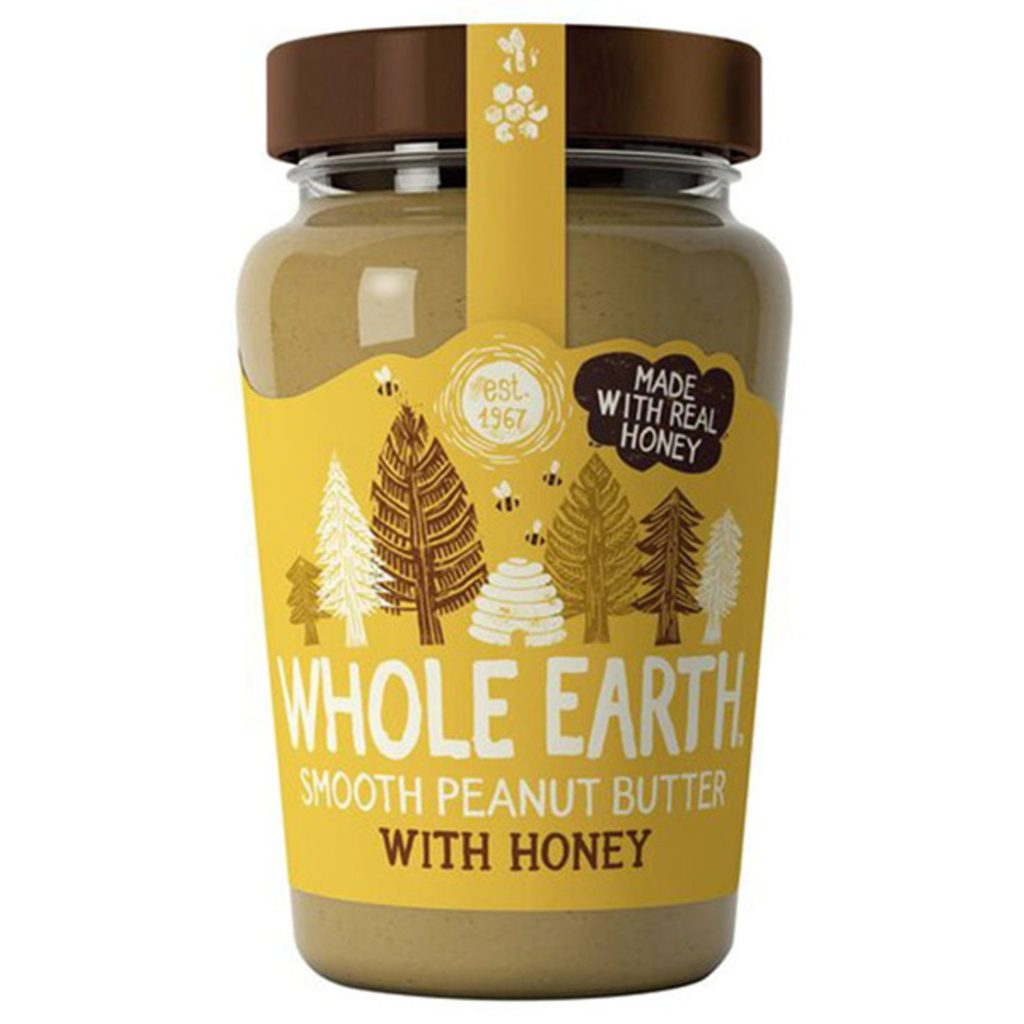 est.
1967
MADE
WITH REAL
HONEY
WHOLE EARTH.
SMOOTH PEANUT BUTTER
WITH HONEY